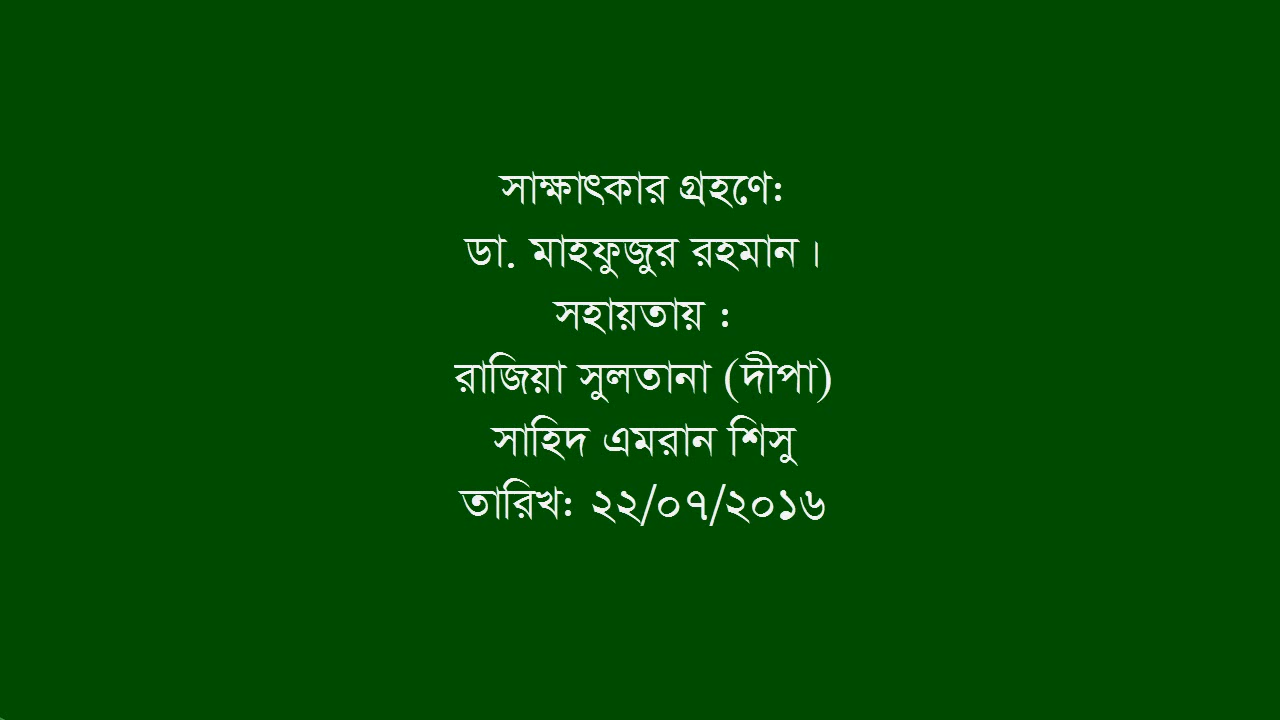 সাক্ষাৎকার গ্রহণে:
ডা. মাহফুজুর রহমান।
সহায়তায় :
রাজিয়া সুলতানা (দীপা)
সাহিদ এমরান শিসু
তারিখ: ২২/০৭/২০১৬